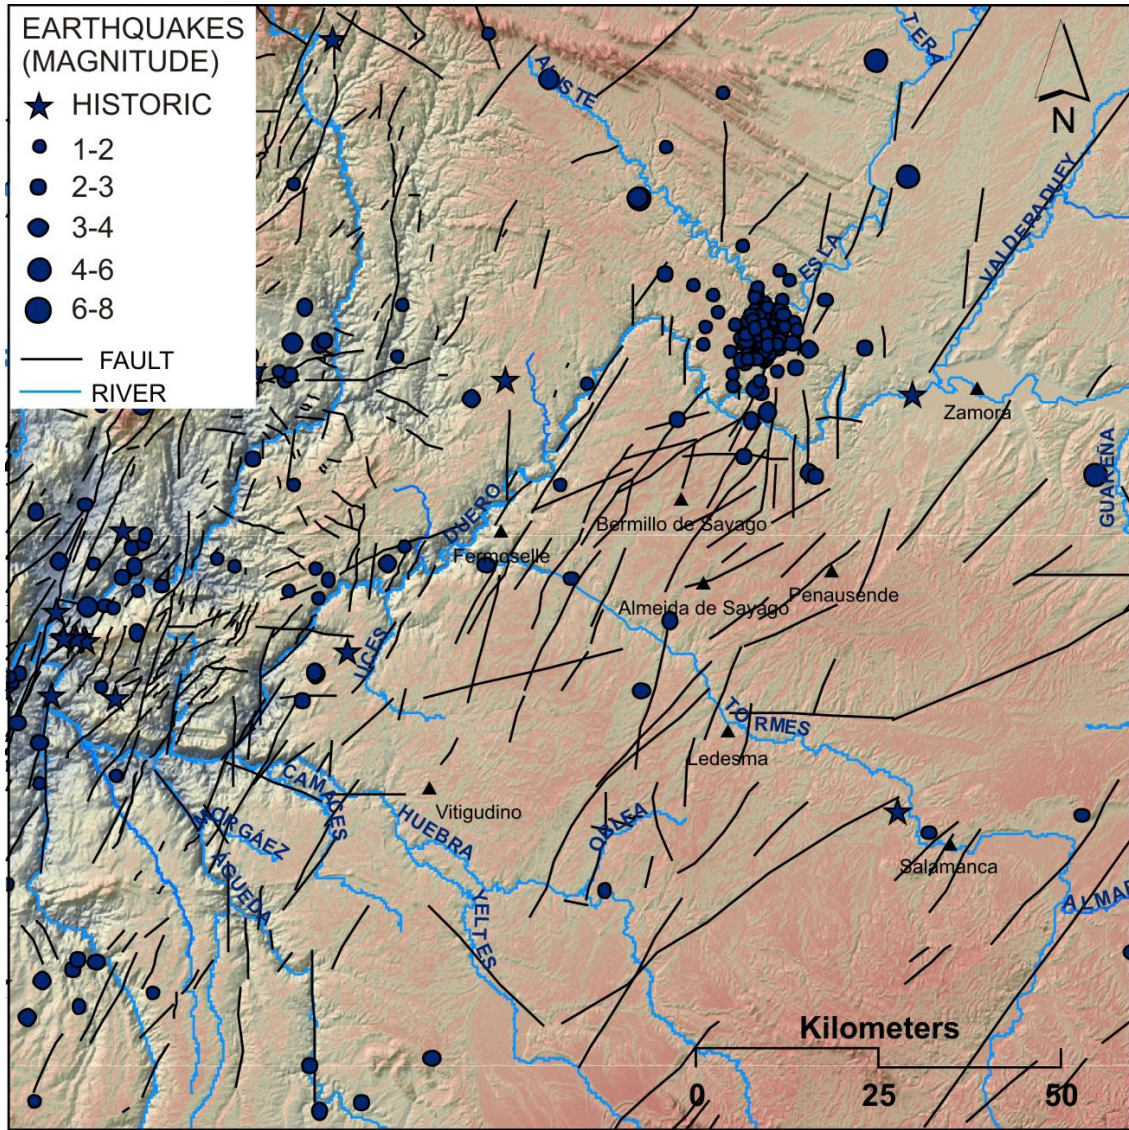 EARTHQUAKES
(MAGNITUDE)
HISTORIC
1-2
2-3
3-4
4-6
6-8
FAULT
RIVER
ALISTE
TERA
N
VALDERADUEY
ESLA
Zamora
GUAREÑA
DUERO
Bermillo de Sayago
Fermoselle
Almeida de Sayago
Penausende
UCES
TORMES
Ledesma
CAMACES
Vitigudino
HUEBRA
OBLEA
MORGÁEZ
Salamanca
ÁGUEDA
YELTES
ALMAR
Kilometers
0 25 50